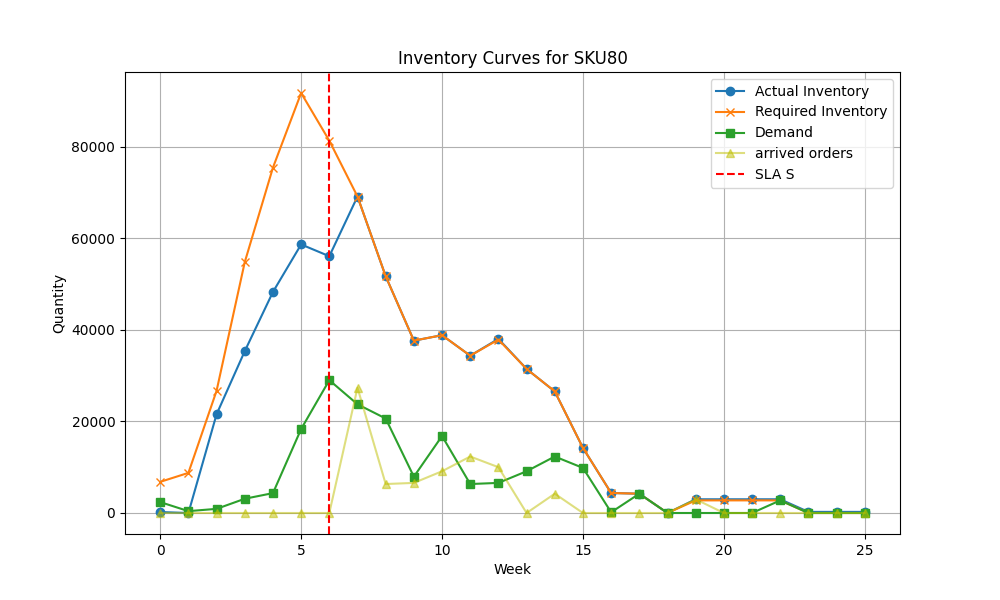 Inventory Curves for SKU80
Actual Inventory
Required Inventory
Demand
arrived orders
SLA S
Quantity
80000
60000
40000
20000
0
0 5 10 15 20 25
Week